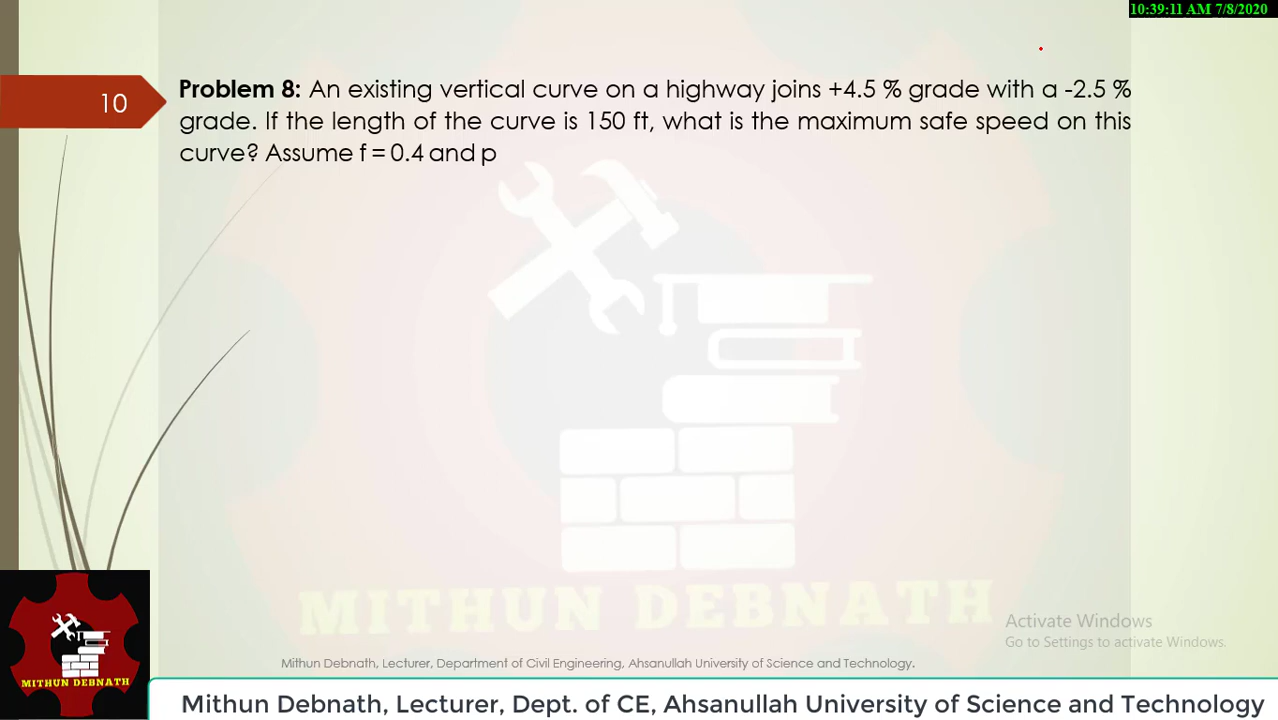 10:39:11 AM 7/8/2020
10
Problem 8: An existing vertical curve on a highway joins +4.5 % grade with a -2.5 %
grade. If the length of the curve is 150 ft, what is the maximum safe speed on this
curve? Assume f = 0.4 and p
MITHUN DEBNATH
Activate Windows
Go to Settings to activate Windows.
Mithun Debnath, Lecturer, Department of Civil Engineering, Ahsanullah University of Science and Technology.
MITHUN DEBNATH
Mithun Debnath, Lecturer, Dept. of CE, Ahsanullah University of Science and Technology